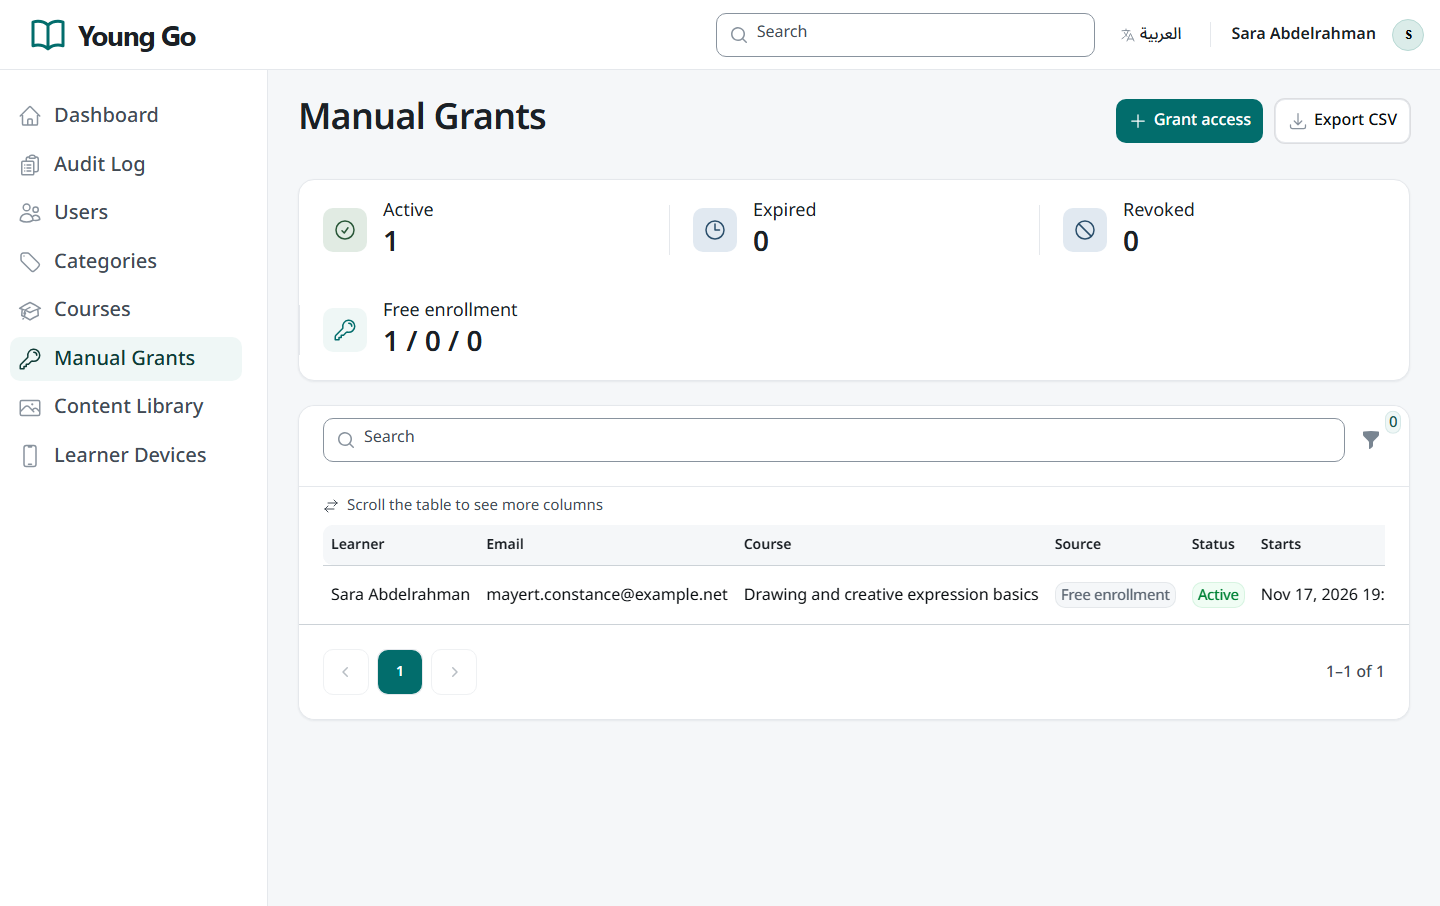 Young Go
Search
العربية
Sara Abdelrahman
S
Dashboard
Audit Log
Users
Categories
Courses
Manual Grants
Content Library
Learner Devices
Manual Grants
Grant access
Export CSV
Active
1
Expired
0
Revoked
0
Free enrollment
1 / 0 / 0
Search
0
Scroll the table to see more columns
Learner Email Course Source Status Starts
Sara Abdelrahman mayert.constance@example.net Drawing and creative expression basics Free enrollment Active Nov 17, 2026 19:
1
1–1 of 1